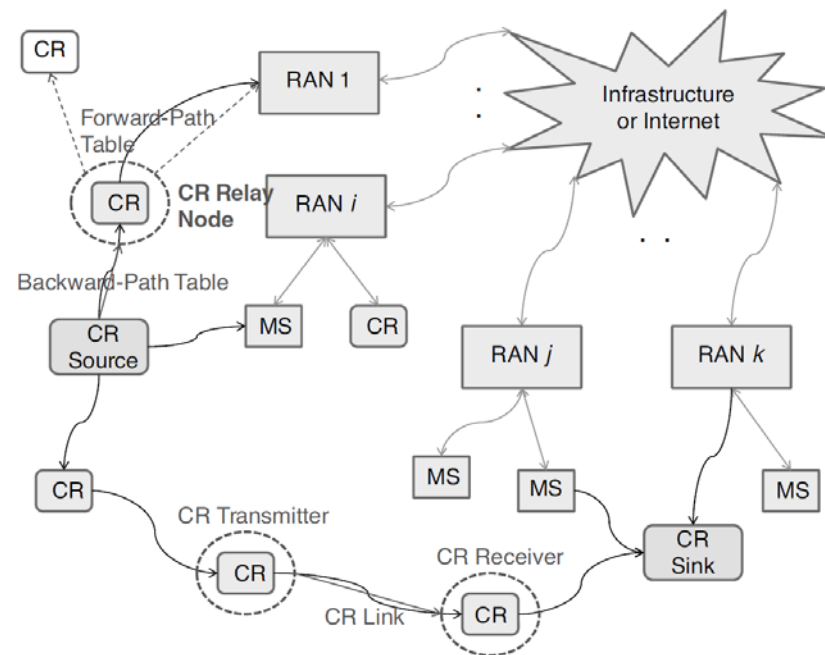 CR
RAN 1
Infrastructure
or Internet
Forward-Path
Table
CR
CR Relay
Node
RAN i
Backward-Path Table
CR
Source
MS
CR
RAN j
RAN k
MS
MS
MS
CR
CR Transmitter
CR
CR Link
CR Receiver
CR
CR
Sink